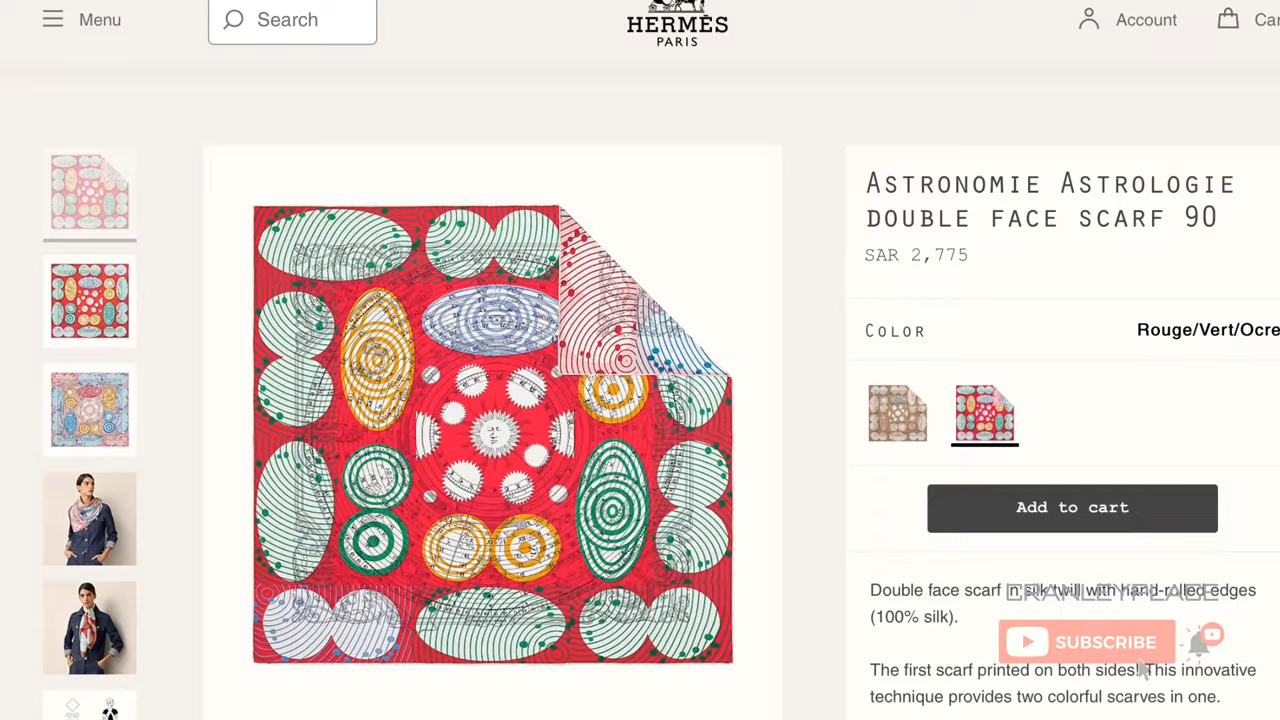 Menu
Search
HERMÈS
PARIS
Account
Car
Astronomie Astrologie
double face scarf 90
SAR 2,775
Color
Rouge/Vert/Ocre
Add to cart
Double face scarf in silk twill with hand-rolled edges
(100% silk).
CRANLEYPLACE
SUBSCRIBE
The first scarf printed on both sides! This innovative
technique provides two colorful scarves in one.